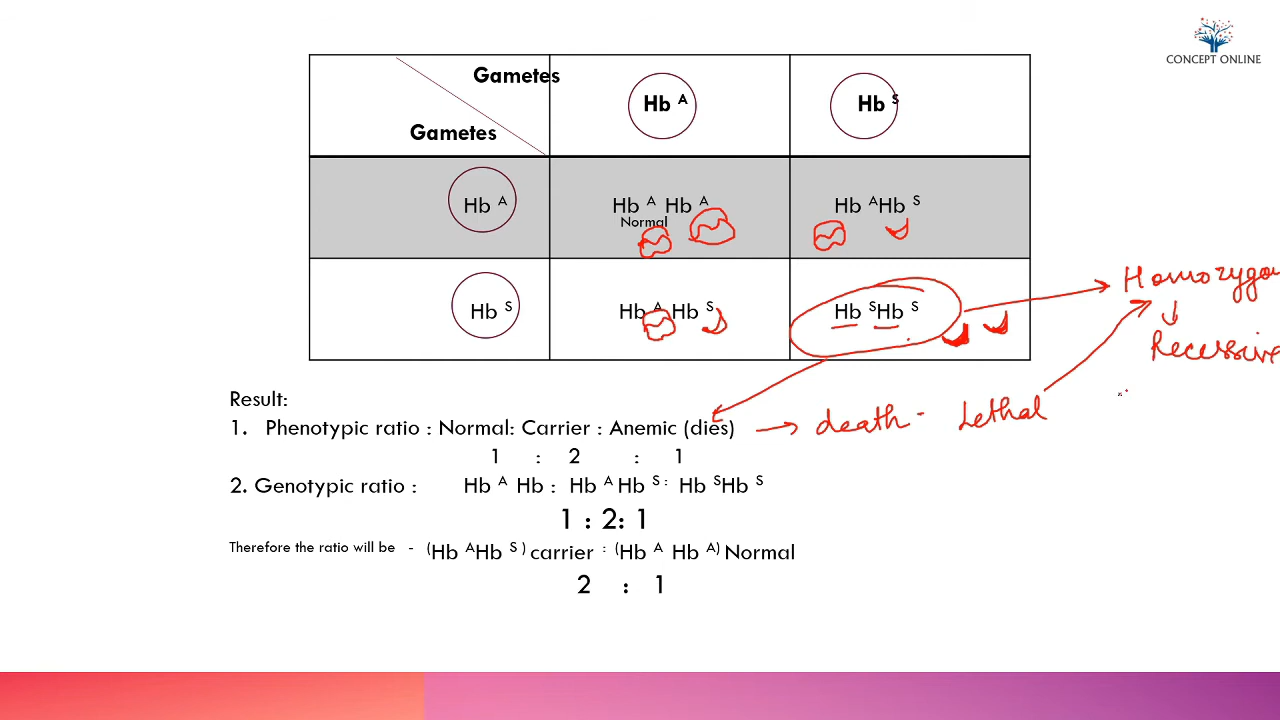 CONCEPT ONLINE
Gametes
Gametes
Hb A
Hb S
Hb A
Hb A Hb A
Normal
Hb A Hb S
Hb S
Hb A Hb S
Hb S Hb S
Homozygou
Recessive
Result:
1. Phenotypic ratio : Normal: Carrier : Anemic (dies) → death - Lethal
1 : 2 : 1
2. Genotypic ratio : Hb A Hb : Hb A Hb S : Hb S Hb S
1 : 2: 1
Therefore the ratio will be - (Hb A Hb S ) carrier : (Hb A Hb A) Normal
2 : 1